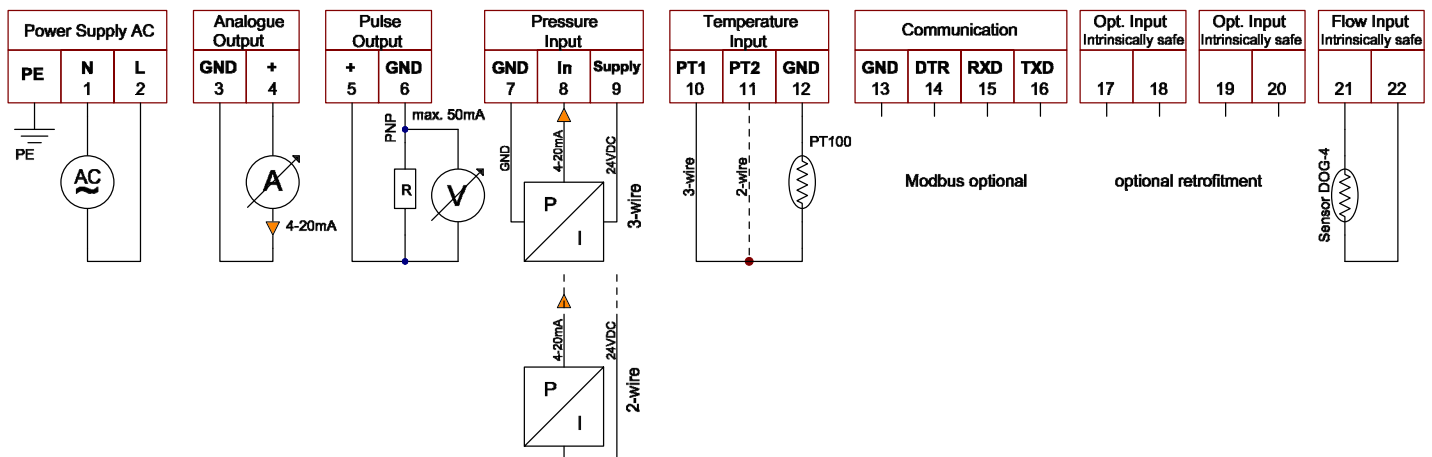 Power Supply AC
PE
N
1
L
2
PE
AC
Analogue
Output
GND
3
+
4
A
4-20mA
Pulse
Output
+
5
GND
6
PNP
max. 50mA
R
V
Pressure
Input
GND
7
In
8
Supply
9
GND
4-20mA
24VDC
P
I
3-wire
4-20mA
24VDC
P
I
2-wire
Temperature
Input
PT1
10
PT2
11
GND
12
3-wire
2-wire
PT100
Communication
GND
13
DTR
14
RXD
15
TXD
16
Modbus optional
Opt. Input
Intrinsically safe
17
18
Opt. Input
Intrinsically safe
19
20
optional retrofitment
Flow Input
Intrinsically safe
21
22
Sensor DOG-4